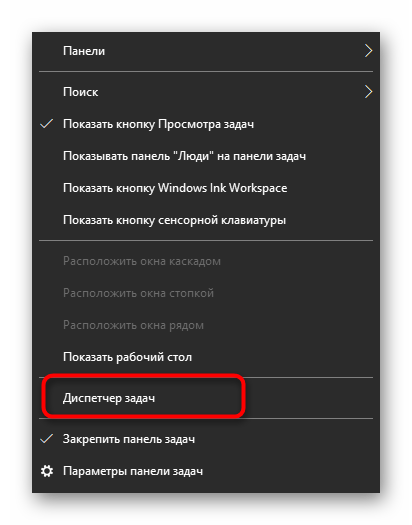 Панели
Поиск
Показать кнопку Просмотра задач
Показывать панель "Люди" на панели задач
Показать кнопку Windows Ink Workspace
Показать кнопку сенсорной клавиатуры
Расположить окна каскадом
Расположить окна стопкой
Расположить окна рядом
Показать рабочий стол
Диспетчер задач
Закрепить панель задач
Параметры панели задач